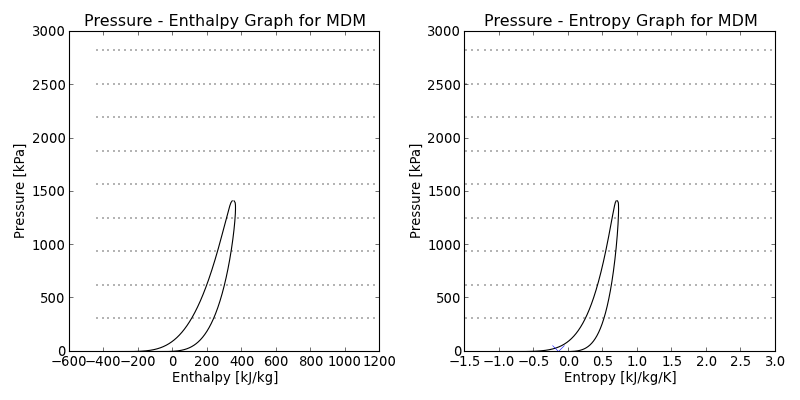 Pressure - Enthalpy Graph for MDM
3000
2500
2000
1500
1000
500
0
Pressure [kPa]
−600 −400 −200 0 200 400 600 800 1000 1200
Enthalpy [kJ/kg]
Pressure - Entropy Graph for MDM
3000
2500
2000
1500
1000
500
0
Pressure [kPa]
−1.5 −1.0 −0.5 0.0 0.5 1.0 1.5 2.0 2.5 3.0
Entropy [kJ/kg/K]